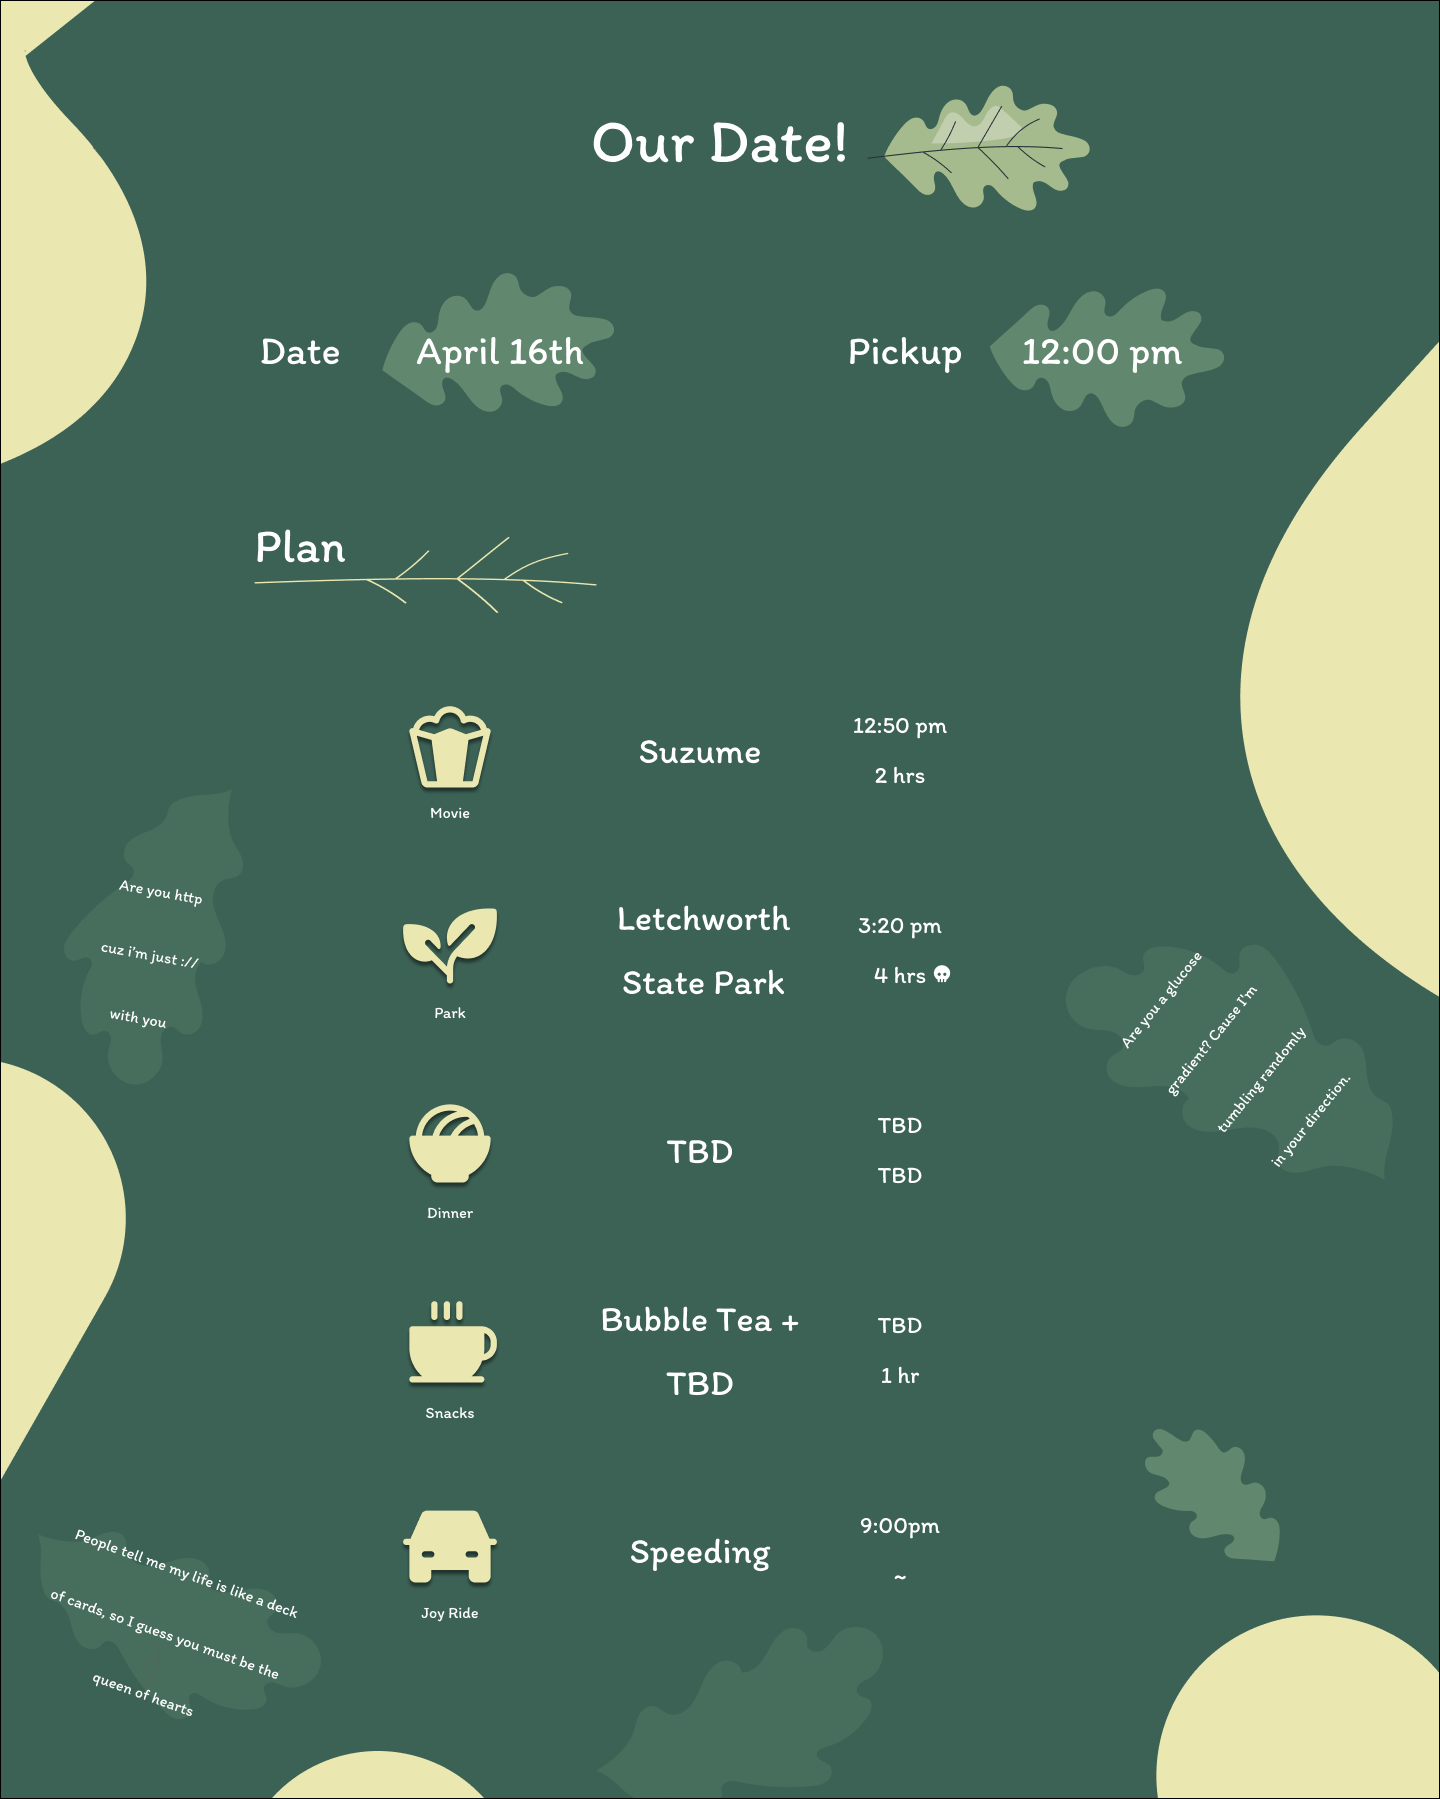 Our Date!
Date
April 16th
Pickup
12:00 pm
Plan
Movie
Suzume
12:50 pm
2 hrs
Are you http
cuz i'm just ://
with you
Park
Letchworth
State Park
3:20 pm
4 hrs 💀
Are you a glucose
gradient? Cause I'm
tumbling randomly
in your direction.
Dinner
TBD
TBD
TBD
Snacks
Bubble Tea +
TBD
TBD
1 hr
Joy Ride
Speeding
9:00pm
~
People tell me my life is like a deck
of cards, so I guess you must be the
queen of hearts